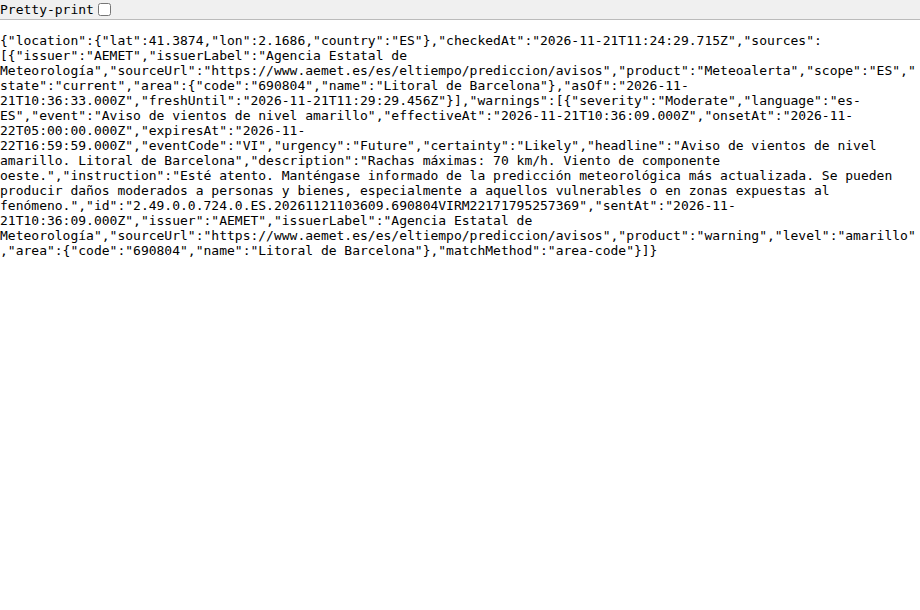 Pretty-print
{"location":{"lat":41.3874,"lon":2.1686,"country":"ES"},"checkedAt":"2026-11-21T11:24:29.715Z","sources":
[{"issuer":"AEMET","issuerLabel":"Agencia Estatal de
Meteorología","sourceUrl":"https://www.aemet.es/es/eltiempo/prediccion/avisos","product":"Meteoalerta","scope":"ES","
state":"current","area":{"code":"690804","name":"Litoral de Barcelona"},"asOf":"2026-11-
21T10:36:33.000Z","freshUntil":"2026-11-21T11:29:29.456Z"}],"warnings":[{"severity":"Moderate","language":"es-
ES","event":"Aviso de vientos de nivel amarillo","effectiveAt":"2026-11-21T10:36:09.000Z","onsetAt":"2026-11-
22T05:00:00.000Z","expiresAt":"2026-11-
22T16:59:59.000Z","eventCode":"VI","urgency":"Future","certainty":"Likely","headline":"Aviso de vientos de nivel
amarillo. Litoral de Barcelona","description":"Rachas máximas: 70 km/h. Viento de componente
oeste.","instruction":"Esté atento. Manténgase informado de la predicción meteorológica más actualizada. Se pueden
producir daños moderados a personas y bienes, especialmente a aquellos vulnerables o en zonas expuestas al
fenómeno.","id":"2.49.0.0.724.0.ES.20261121103609.690804VIRM22171795257369","sentAt":"2026-11-
21T10:36:09.000Z","issuer":"AEMET","issuerLabel":"Agencia Estatal de
Meteorología","sourceUrl":"https://www.aemet.es/es/eltiempo/prediccion/avisos","product":"warning","level":"amarillo"
,"area":{"code":"690804","name":"Litoral de Barcelona"},"matchMethod":"area-code"}]}